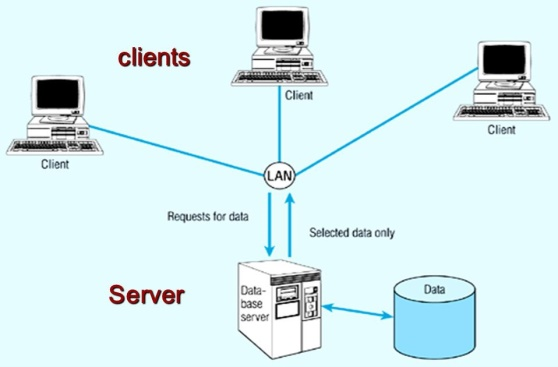 clients
Client
Client
Client
LAN
Requests for data
Selected data only
Server
Data-
base
server
Data